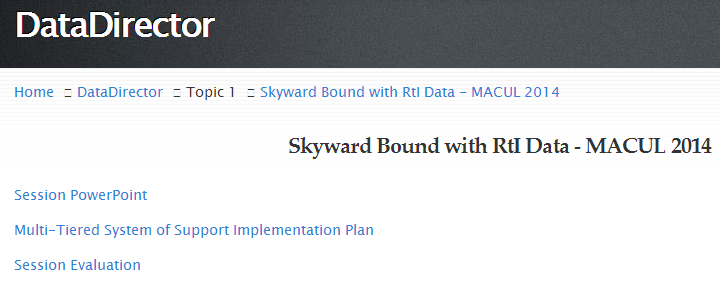 DataDirector
Home DataDirector Topic 1 Skyward Bound with RtI Data - MACUL 2014
Skyward Bound with RtI Data - MACUL 2014
Session PowerPoint
Multi-Tiered System of Support Implementation Plan
Session Evaluation